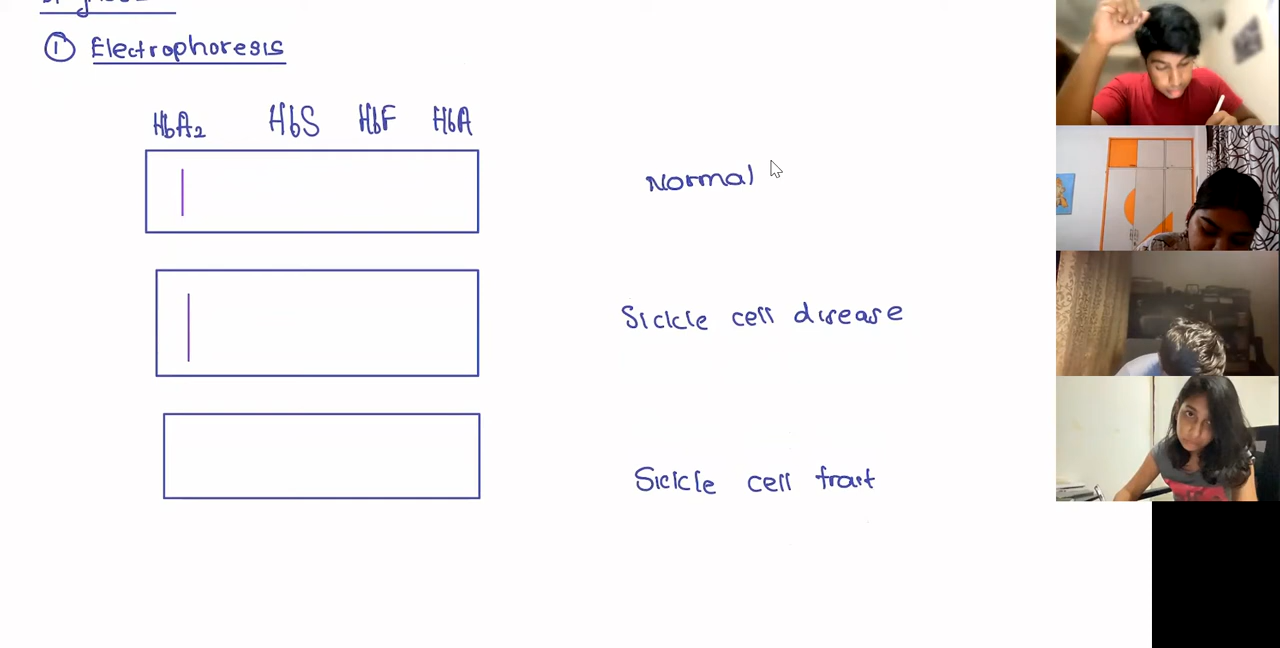 ① Electrophoresis
HbA₂ HbS HbF HbA
Normal
Sickle cell disease
Sickle cell trait